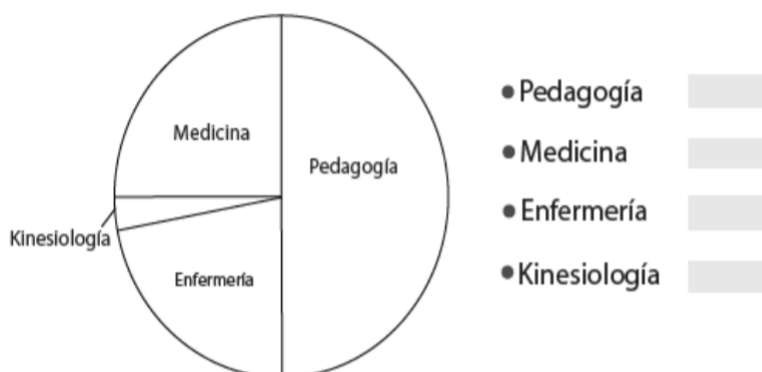 Medicina
Pedagogía
Kinesiología
Enfermería
• Pedagogía
• Medicina
• Enfermería
• Kinesiología